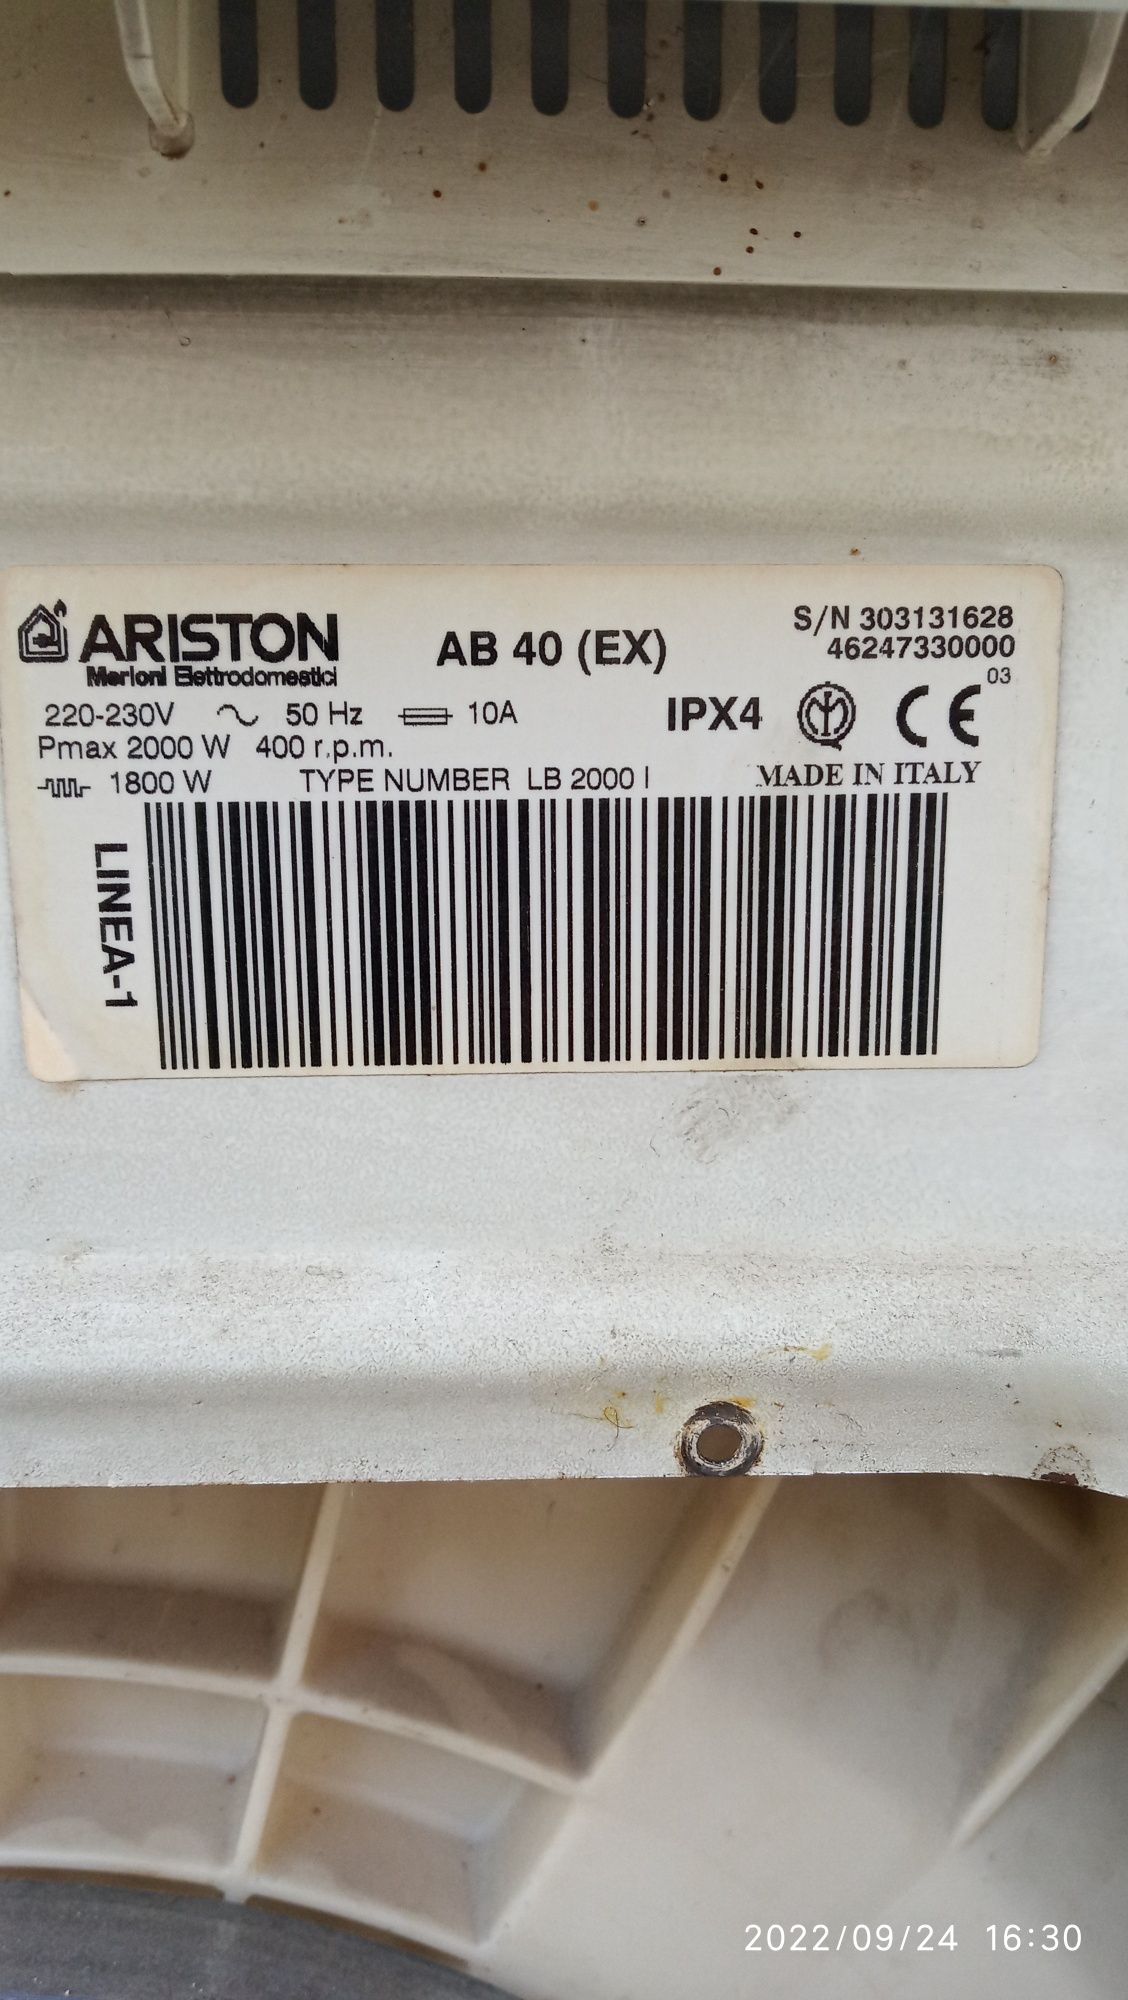 ARISTON
Merloni Elettrodomestici
AB 40 (EX)
S/N 303131628
46247330000
03
220-230V 50 Hz 10A
IPX4
CE
Pmax 2000 W 400 r.p.m.
1800 W TYPE NUMBER LB 2000 I
MADE IN ITALY
LINEA-1
2022/09/24 16:30